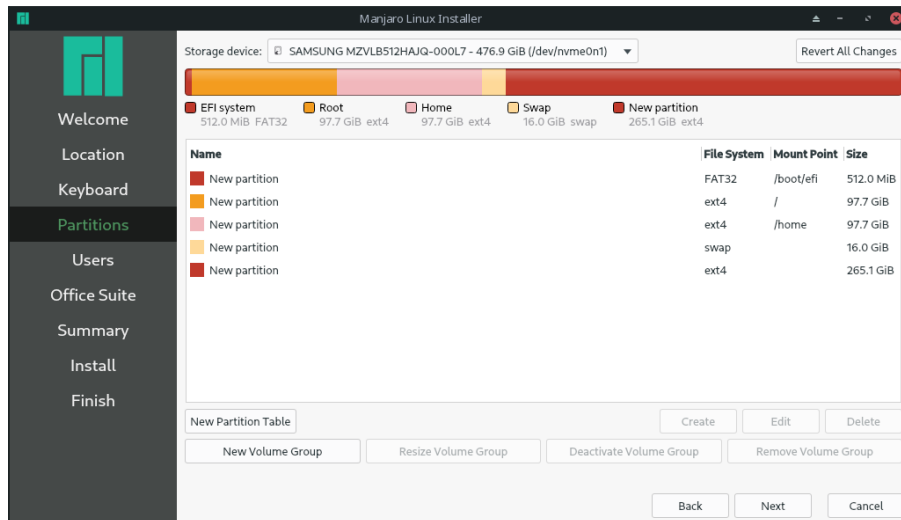 Manjaro Linux Installer
Storage device: SAMSUNG MZVLB512HAJQ-000L7 - 476.9 GiB (/dev/nvme0n1) Revert All Changes
EFI system Root Home Swap New partition
512.0 MiB FAT32 97.7 GiB ext4 97.7 GiB ext4 16.0 GiB swap 265.1 GiB ext4
Welcome
Location
Keyboard
Partitions
Users
Office Suite
Summary
Install
Finish
Name File System Mount Point Size
New partition FAT32 /boot/efi 512.0 MiB
New partition ext4 / 97.7 GiB
New partition ext4 /home 97.7 GiB
New partition swap 16.0 GiB
New partition ext4 265.1 GiB
New Partition Table Create Edit Delete
New Volume Group Resize Volume Group Deactivate Volume Group Remove Volume Group
Back Next Cancel